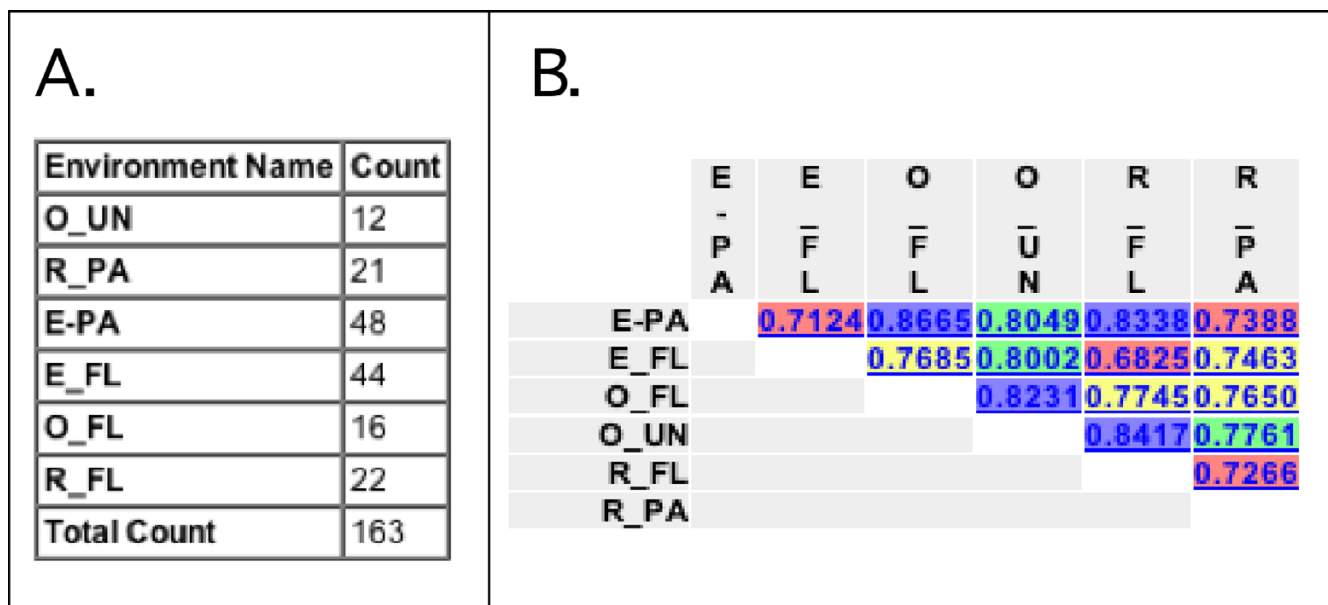 A.
Environment Name Count
O_UN 12
R_PA 21
E-PA 48
E_FL 44
O_FL 16
R_FL 22
Total Count 163
B.
E-PA E_FL O_FL O_UN R_FL R_PA
E-PA 0.7124 0.8665 0.8049 0.8338 0.7388
E_FL 0.7685 0.8002 0.6825 0.7463
O_FL 0.8231 0.7745 0.7650
O_UN 0.8417 0.7761
R_FL 0.7266
R_PA